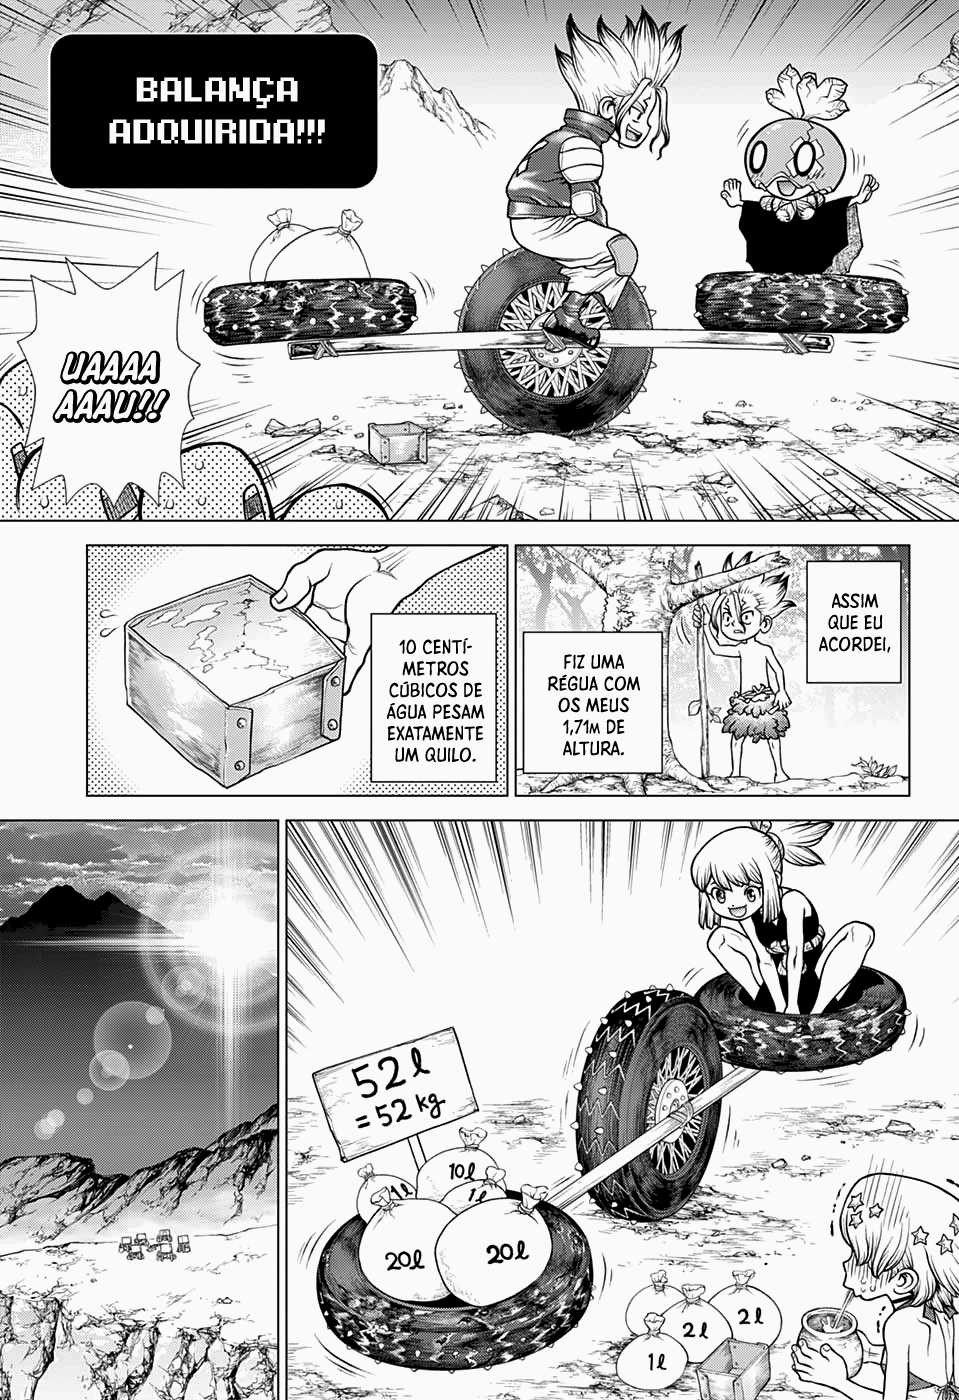 BALANÇA
ADQUIRIDA!!!
UAAAA
AAAU!!
ASSIM
QUE EU
ACORDEI,
FIZ UMA
RÉGUA COM
OS MEUS
1,71M DE
ALTURA.
10 CENTÍ-
METROS
CÚBICOS DE
ÁGUA PESAM
EXATAMENTE
UM QUILO.
52l
= 52 kg
10l
1l
1l
20l
20l
2l
2l
1l